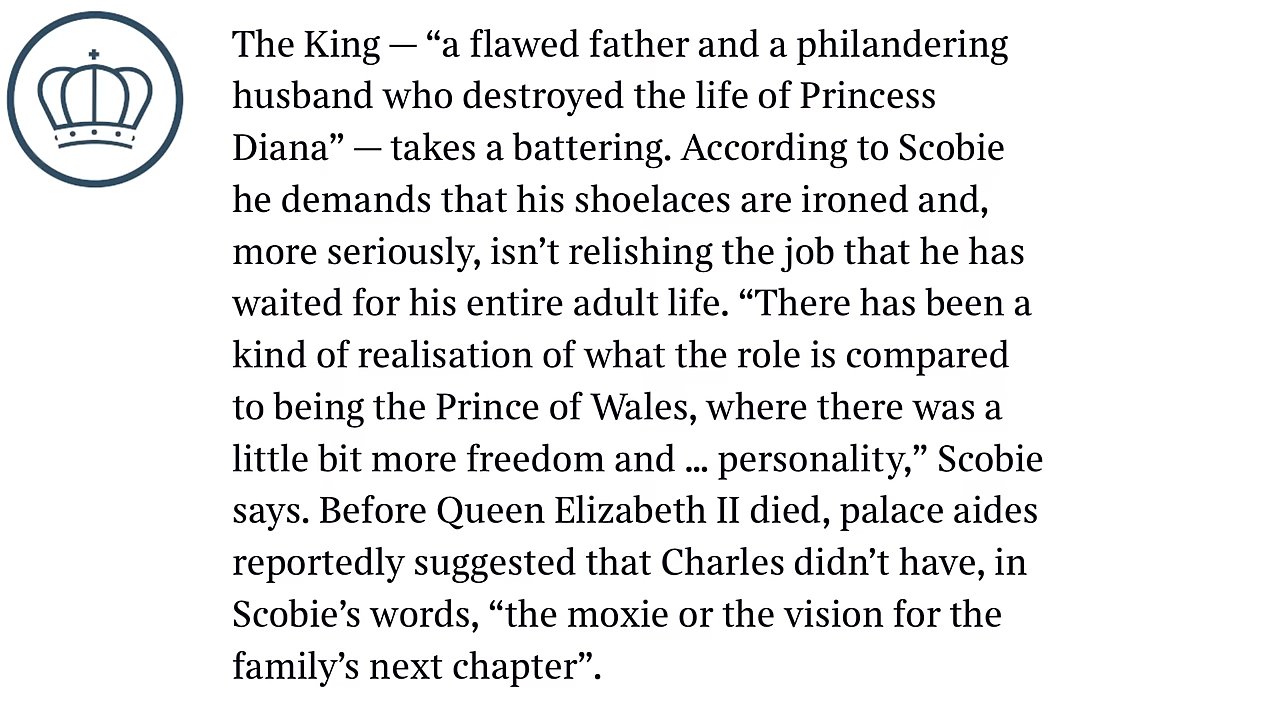 The King — “a flawed father and a philandering
husband who destroyed the life of Princess
Diana” — takes a battering. According to Scobie
he demands that his shoelaces are ironed and,
more seriously, isn’t relishing the job that he has
waited for his entire adult life. “There has been a
kind of realisation of what the role is compared
to being the Prince of Wales, where there was a
little bit more freedom and ... personality,” Scobie
says. Before Queen Elizabeth II died, palace aides
reportedly suggested that Charles didn’t have, in
Scobie’s words, “the moxie or the vision for the
family’s next chapter”.